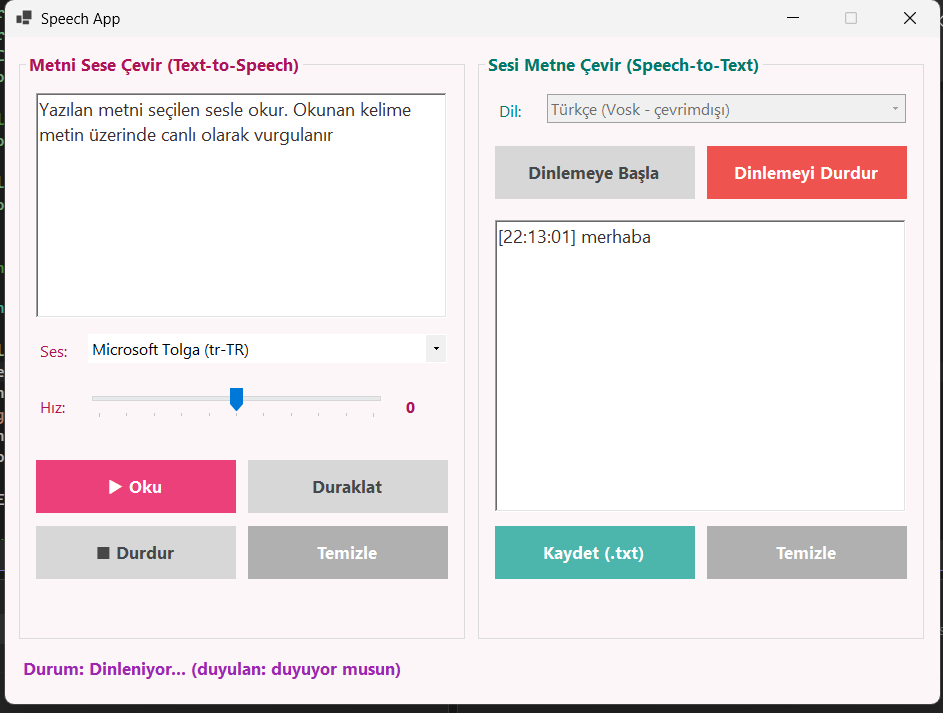 Speech App
Metni Sese Çevir (Text-to-Speech)
Yazılan metni seçilen sesle okur. Okunan kelime
metin üzerinde canlı olarak vurgulanır
Ses:
Microsoft Tolga (tr-TR)
Hız:
0
▶ Oku
Duraklat
■ Durdur
Temizle
Sesi Metne Çevir (Speech-to-Text)
Dil:
Türkçe (Vosk - çevrimdışı)
Dinlemeye Başla
Dinlemeyi Durdur
[22:13:01] merhaba
Kaydet (.txt)
Temizle
Durum: Dinleniyor... (duyulan: duyuyor musun)